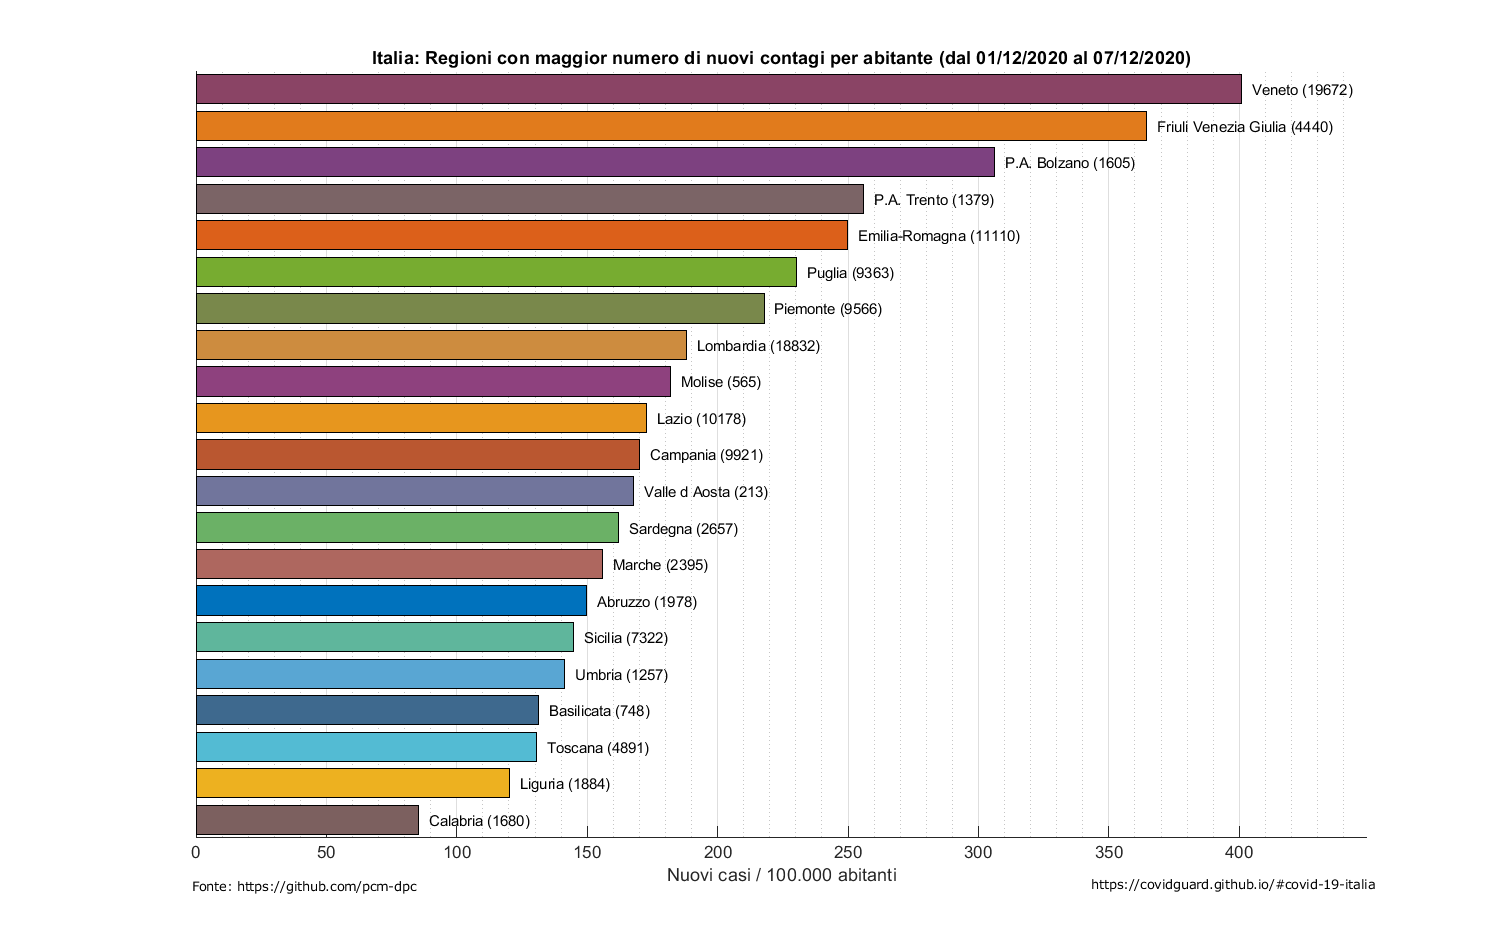 Italia: Regioni con maggior numero di nuovi contagi per abitante (dal 01/12/2020 al 07/12/2020)
Veneto (19672)
Friuli Venezia Giulia (4440)
P.A. Bolzano (1605)
P.A. Trento (1379)
Emilia-Romagna (11110)
Puglia (9363)
Piemonte (9566)
Lombardia (18832)
Molise (565)
Lazio (10178)
Campania (9921)
Valle d Aosta (213)
Sardegna (2657)
Marche (2395)
Abruzzo (1978)
Sicilia (7322)
Umbria (1257)
Basilicata (748)
Toscana (4891)
Liguria (1884)
Calabria (1680)
0 50 100 150 200 250 300 350 400
Nuovi casi / 100.000 abitanti
Fonte: https://github.com/pcm-dpc
https://covidguard.github.io/#covid-19-italia